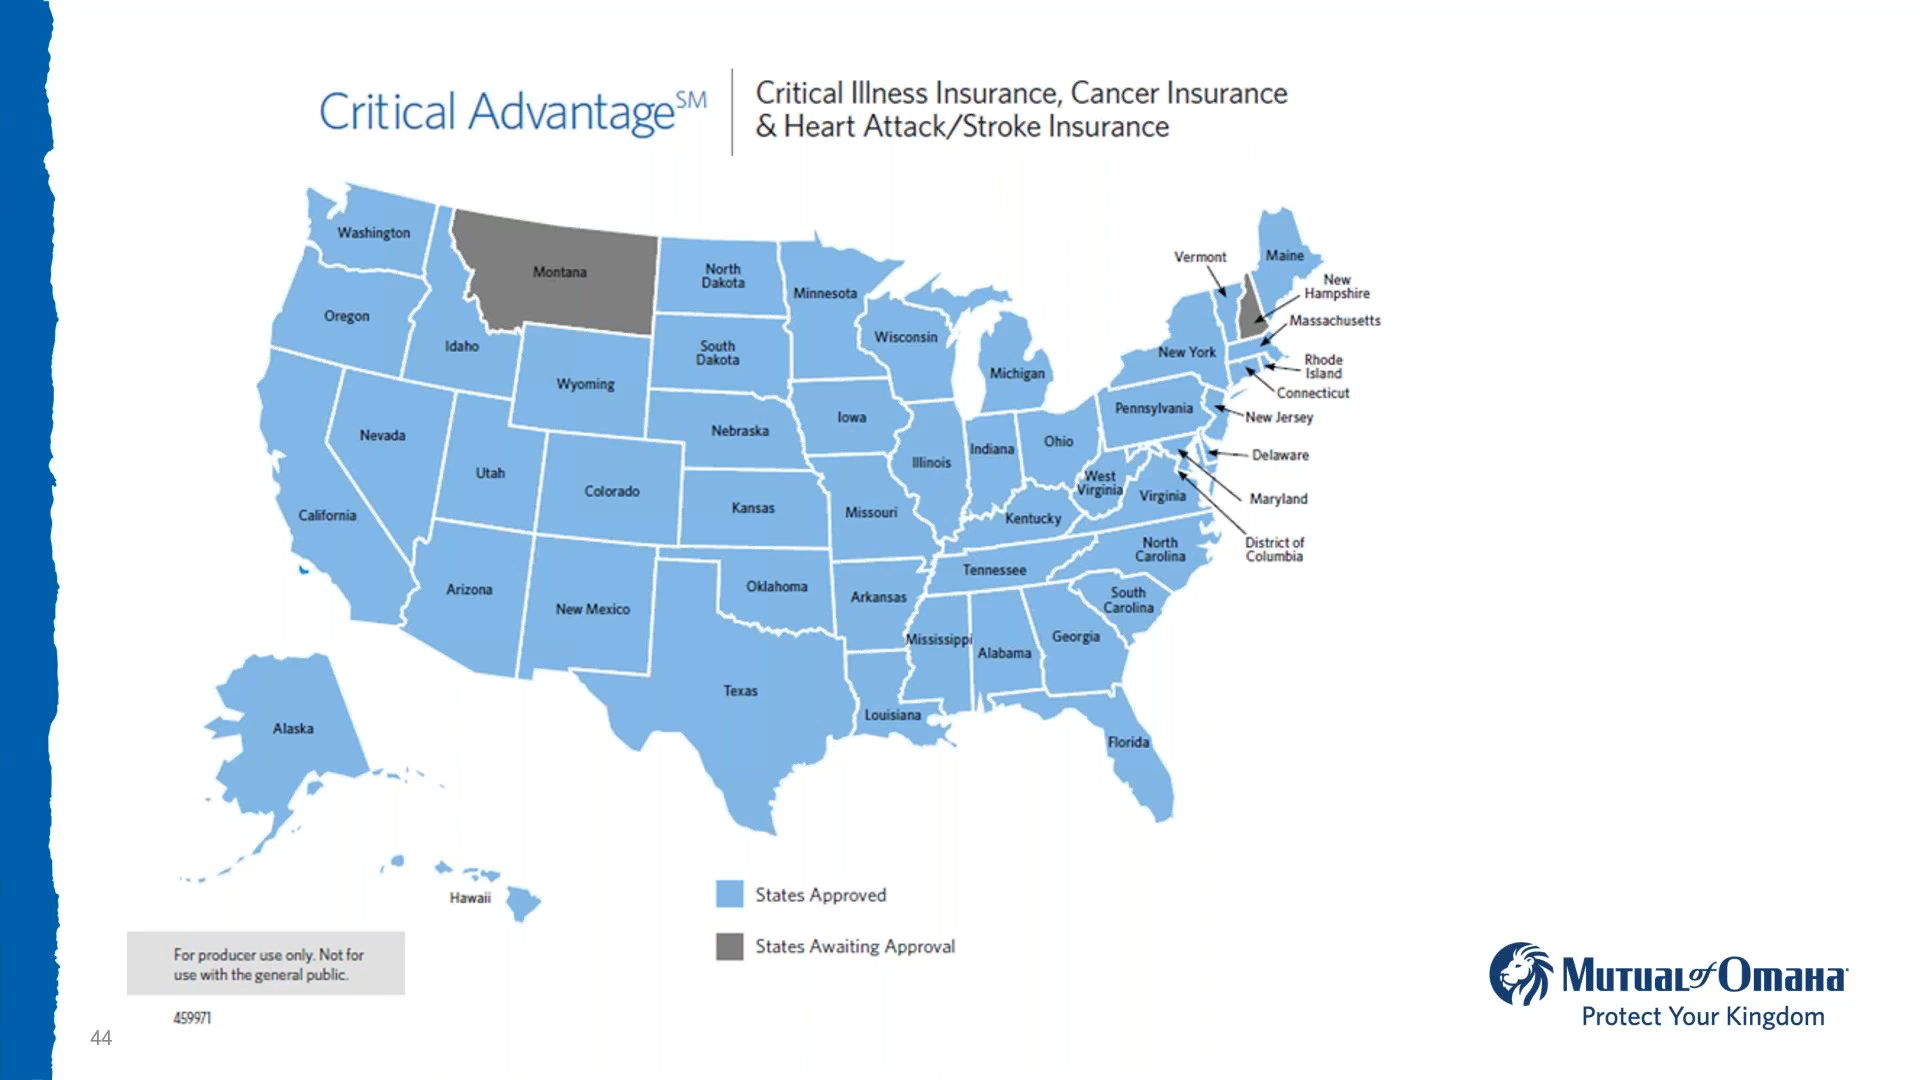 Critical Advantage℠
Critical Illness Insurance, Cancer Insurance
& Heart Attack/Stroke Insurance
Washington
Montana
North
Dakota
Minnesota
Vermont
Maine
New
Hampshire
Massachusetts
Oregon
Idaho
Wyoming
South
Dakota
Wisconsin
Michigan
New York
Rhode
Island
Connecticut
New Jersey
Nevada
Utah
Colorado
Nebraska
Iowa
Illinois
Indiana
Ohio
Pennsylvania
Delaware
Maryland
California
Kansas
Missouri
Kentucky
West
Virginia
Virginia
District of
Columbia
Arizona
New Mexico
Oklahoma
Arkansas
Tennessee
North
Carolina
South
Carolina
Mississippi
Alabama
Georgia
Texas
Louisiana
Florida
Alaska
Hawaii
States Approved
States Awaiting Approval
For producer use only. Not for
use with the general public.
459971
44
Mutual of Omaha
Protect Your Kingdom